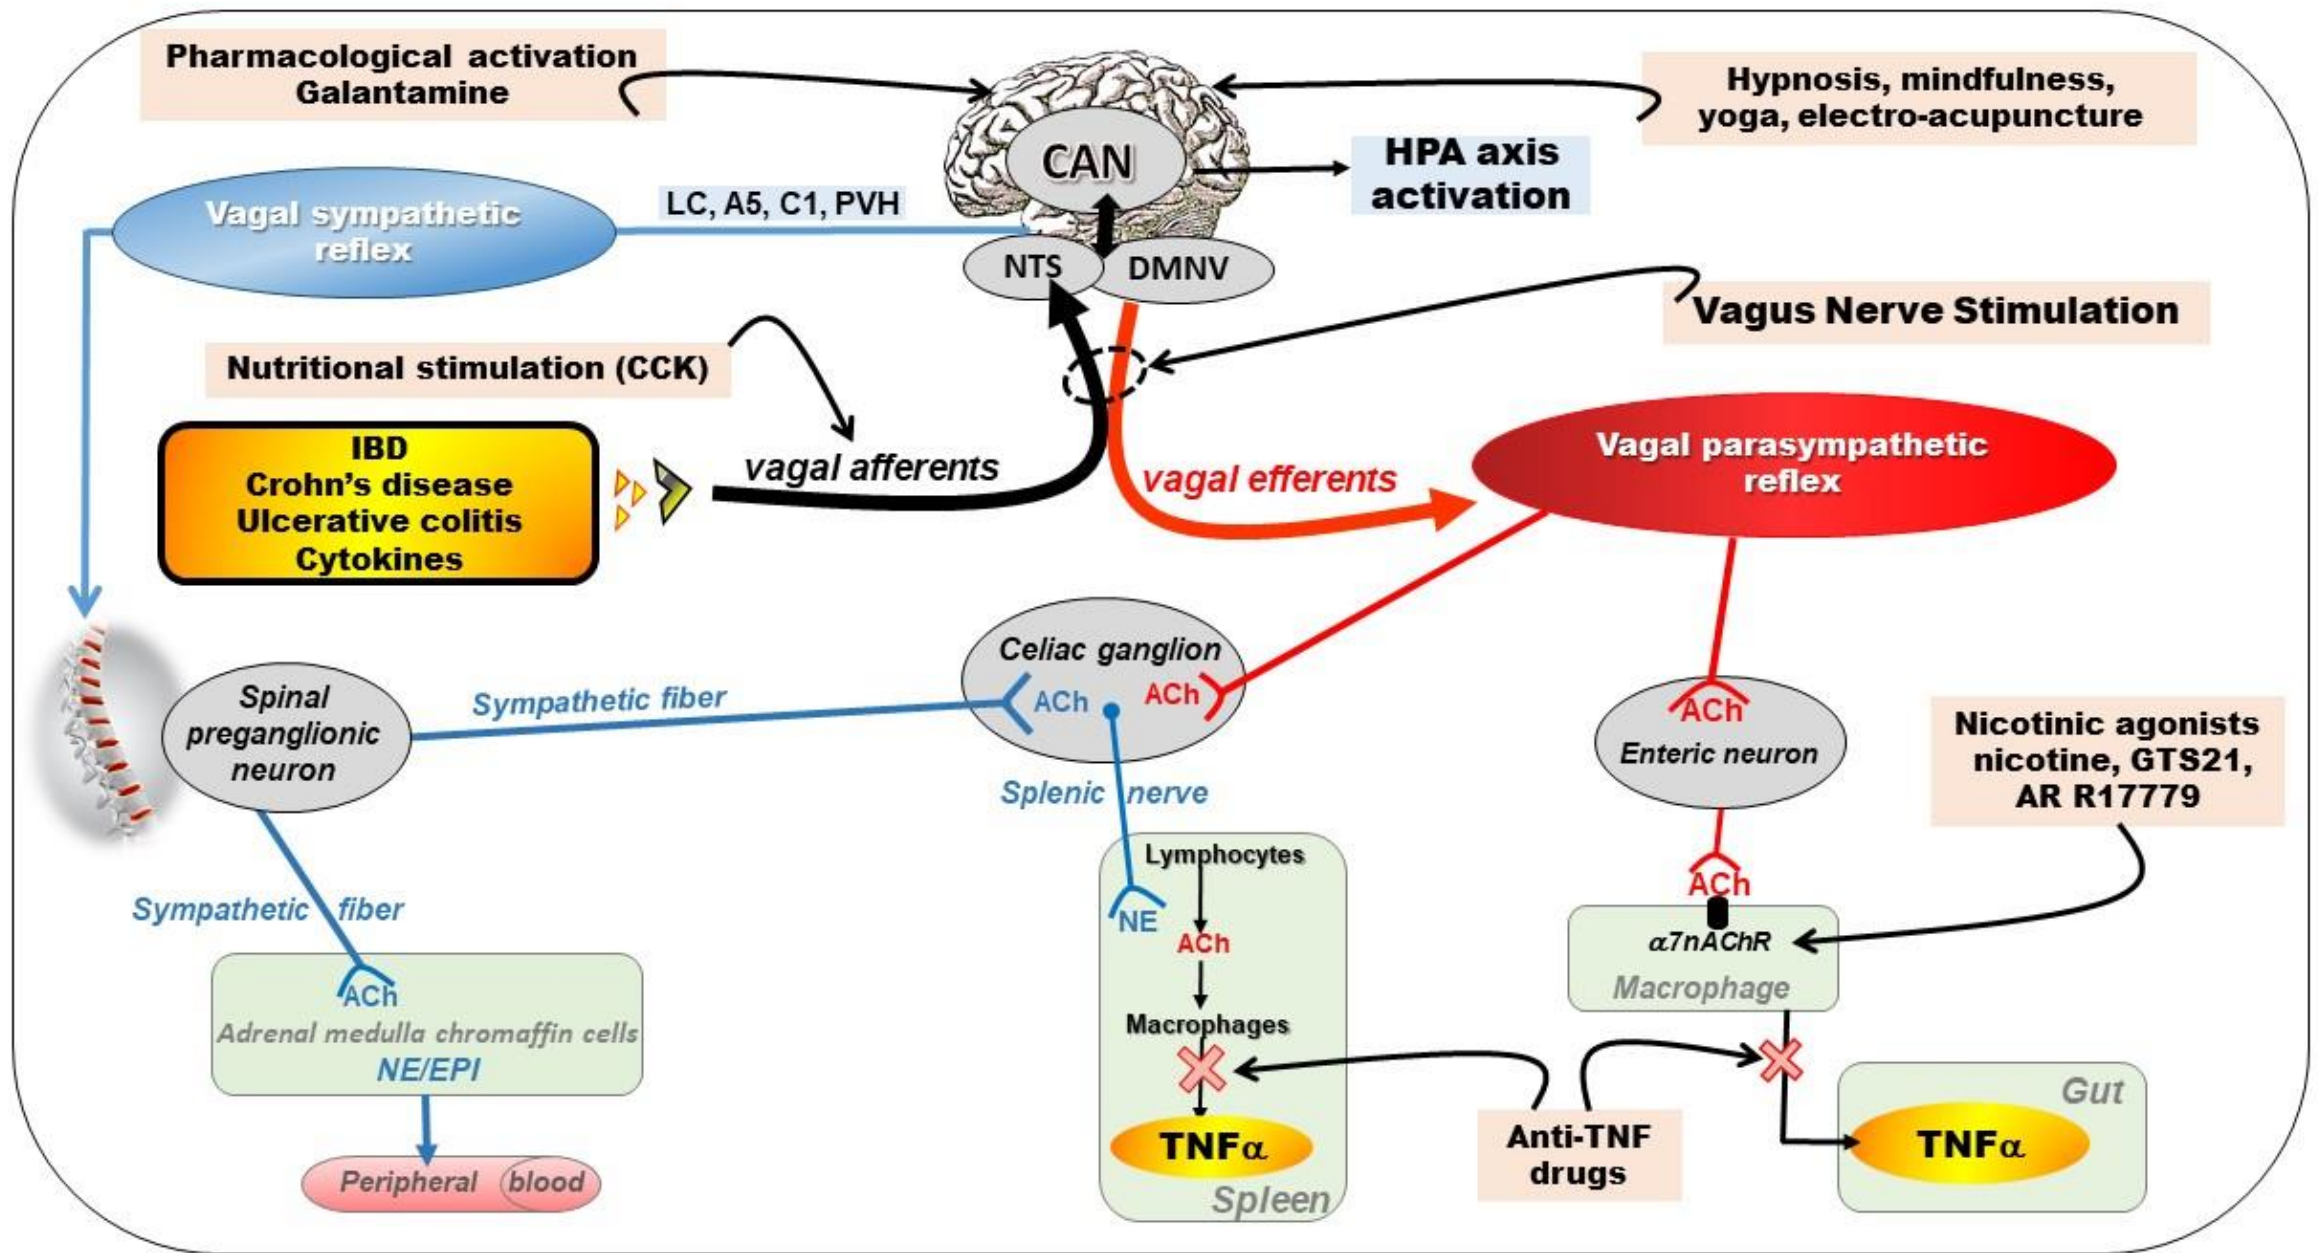 Pharmacological activation
Galantamine
Hypnosis, mindfulness,
yoga, electro-acupuncture
CAN
HPA axis
activation
Vagal sympathetic
reflex
LC, A5, C1, PVH
NTS
DMNV
Vagus Nerve Stimulation
Nutritional stimulation (CCK)
IBD
Crohn's disease
Ulcerative colitis
Cytokines
vagal afferents
vagal efferents
Vagal parasympathetic
reflex
Celiac ganglion
ACh
ACh
Spinal
preganglionic
neuron
Sympathetic fiber
Splenic nerve
ACh
Enteric neuron
Nicotinic agonists
nicotine, GTS21,
AR R17779
Sympathetic fiber
Lymphocytes
NE
ACh
Macrophages
TNFα
Spleen
ACh
α7nAChR
Macrophage
ACh
Adrenal medulla chromaffin cells
NE/EPI
Peripheral blood
Anti-TNF
drugs
Gut
TNFα